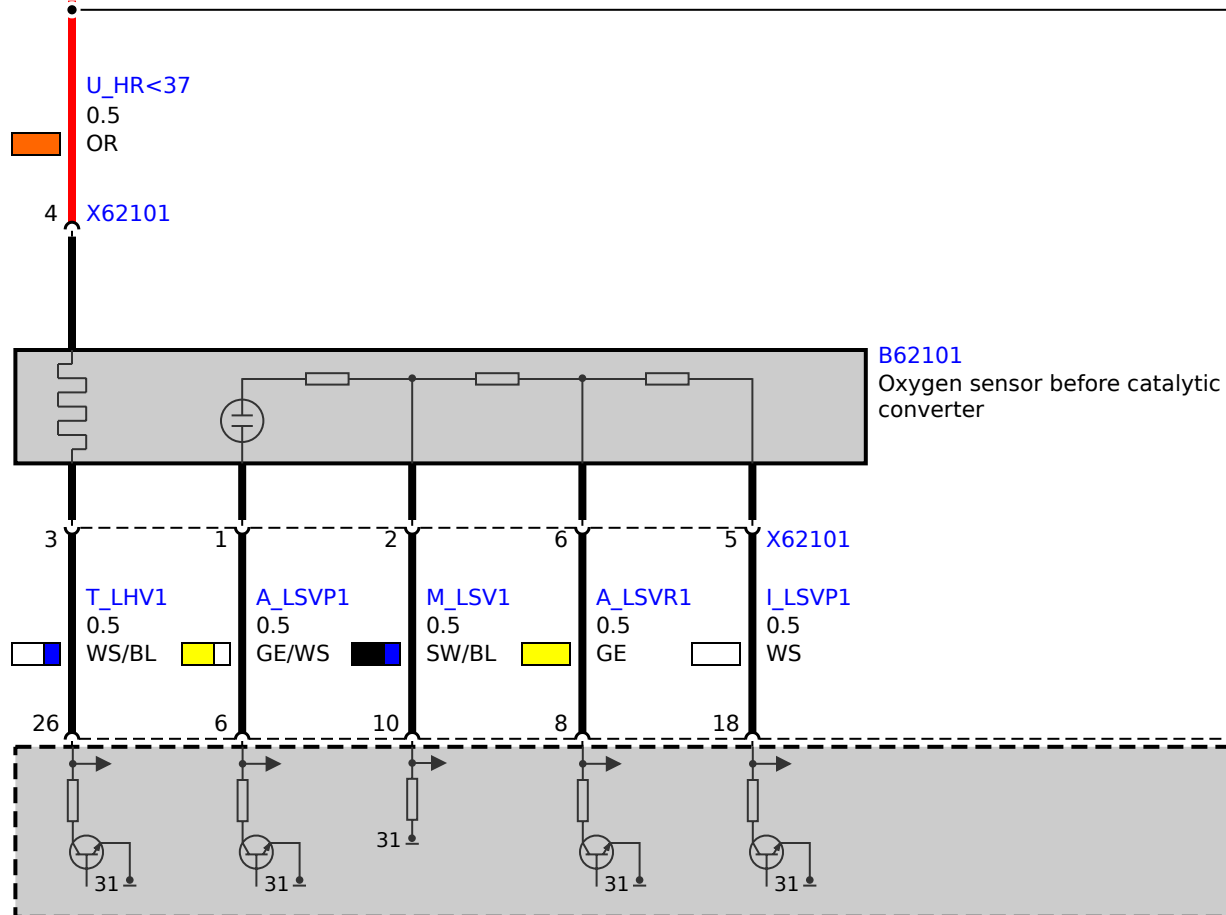 U_HR<37
0.5
OR
4 X62101
B62101
Oxygen sensor before catalytic
converter
3 1 2 6 5 X62101
T_LHV1 A_LSVP1 M_LSV1 A_LSVR1 I_LSVP1
0.5 0.5 0.5 0.5 0.5
WS/BL GE/WS SW/BL GE WS
26 6 10 8 18
31
31 31 31 31